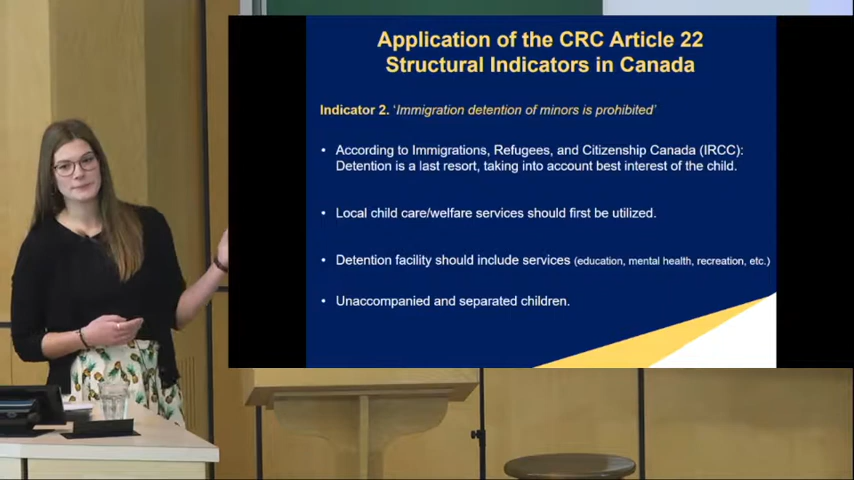 Application of the CRC Article 22
Structural Indicators in Canada
Indicator 2. ‘Immigration detention of minors is prohibited’
• According to Immigrations, Refugees, and Citizenship Canada (IRCC):
Detention is a last resort, taking into account best interest of the child.
• Local child care/welfare services should first be utilized.
• Detention facility should include services (education, mental health, recreation, etc.)
• Unaccompanied and separated children.